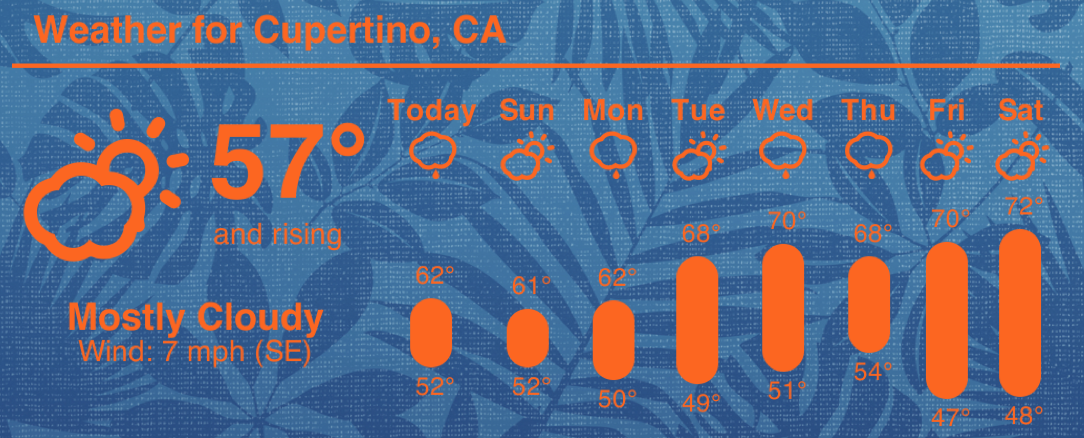 Weather for Cupertino, CA
57°
and rising
Mostly Cloudy
Wind: 7 mph (SE)
Today Sun Mon Tue Wed Thu Fri Sat
62° 61° 62° 68° 70° 68° 70° 72°
52° 52° 50° 49° 51° 54° 47° 48°